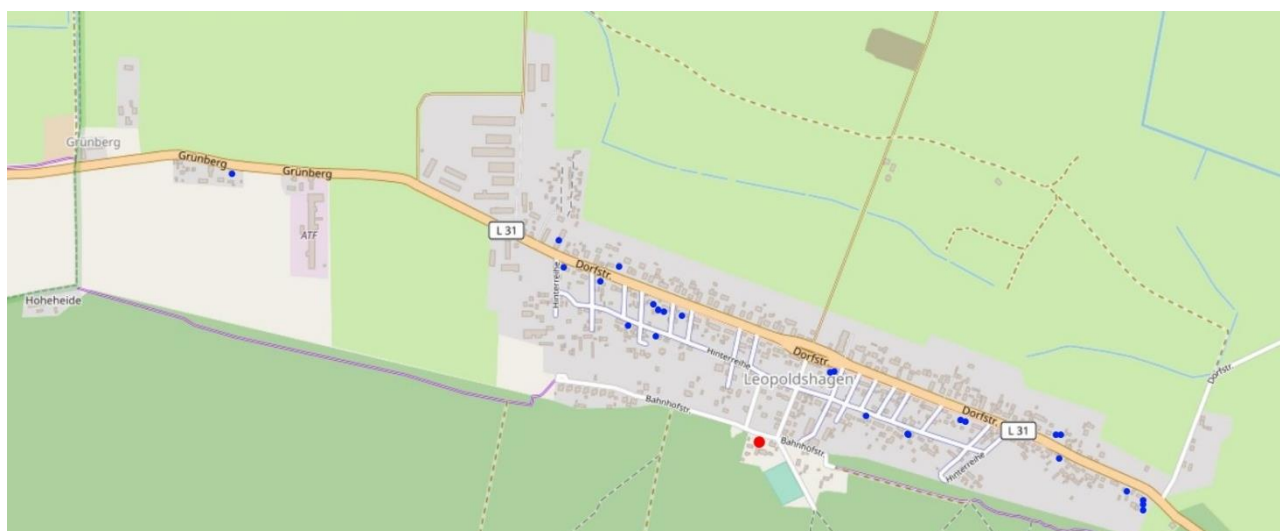 Grünberg
Grünberg
Grünberg
L 31
ATF
Dorfstr.
Hinterreihe
Hoheheide
Dorfstr.
Hinterreihe
Dorfstr
Leopoldshagen
Bahnhofstr.
Dorfstr.
L 31
Bahnhofstr.
Hinterreihe